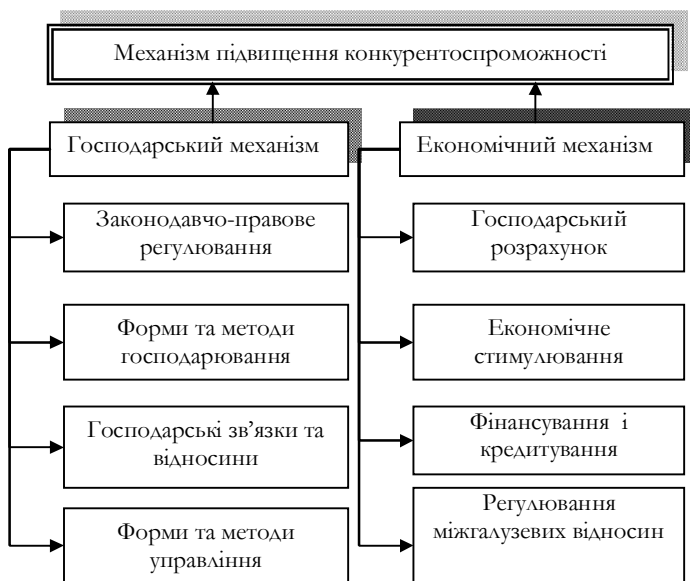 Механізм підвищення конкурентоспроможності
Господарський механізм
Законодавчо-правове
регулювання
Форми та методи
господарювання
Господарські зв’язки та
відносини
Форми та методи
управління
Економічний механізм
Господарський
розрахунок
Економічне
стимулювання
Фінансування і
кредитування
Регулювання
міжгалузевих відносин